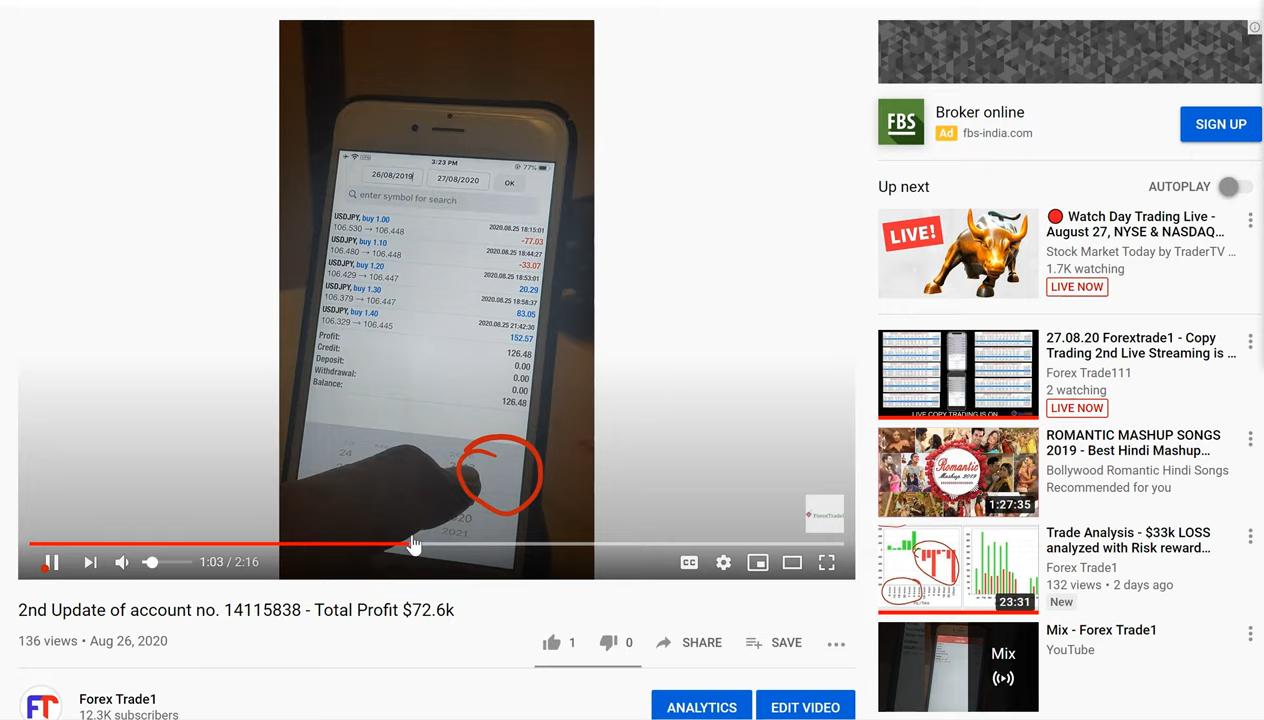 3:23 PM
77%
26/08/2019
27/08/2020
OK
enter symbol for search
USDJPY, buy 1.00
2020.08.25 18:15:01
106.530 → 106.448
-77.03
USDJPY, buy 1.10
2020.08.25 18:44:27
106.480 → 106.448
-33.07
USDJPY, buy 1.20
2020.08.25 18:53:01
106.429 → 106.447
20.29
USDJPY, buy 1.30
2020.08.25 18:58:37
106.379 → 106.447
83.05
USDJPY, buy 1.40
2020.08.25 21:42:30
106.329 → 106.445
152.57
Profit:
126.48
Credit:
0.00
Deposit:
0.00
Withdrawal:
0.00
Balance:
126.48
24
2021
ForexTrade1
1:03 / 2:16
CC
2nd Update of account no. 14115838 - Total Profit $72.6k
136 views • Aug 26, 2020
1
0
SHARE
SAVE
FT
Forex Trade1
12.3K subscribers
ANALYTICS
EDIT VIDEO
FBS
Broker online
Ad fbs-india.com
SIGN UP
Up next
AUTOPLAY
LIVE!
Watch Day Trading Live -
August 27, NYSE & NASDAQ...
Stock Market Today by TraderTV ...
1.7K watching
LIVE NOW
LIVE COPY TRADING IS ON
27.08.20 Forextrade1 - Copy
Trading 2nd Live Streaming is ...
Forex Trade111
2 watching
LIVE NOW
Romantic
Mashup 2019
1:27:35
ROMANTIC MASHUP SONGS
2019 - Best Hindi Mashup...
Bollywood Romantic Hindi Songs
Recommended for you
23:31
Trade Analysis - $33k LOSS
analyzed with Risk reward...
Forex Trade1
132 views • 2 days ago
New
Mix
Mix - Forex Trade1
YouTube